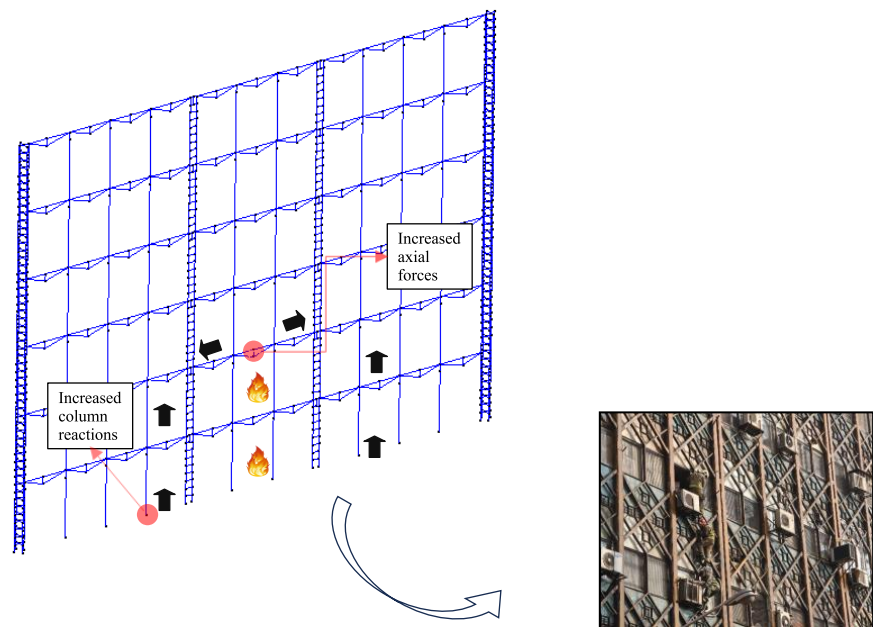 Increased
axial
forces
Increased
column
reactions